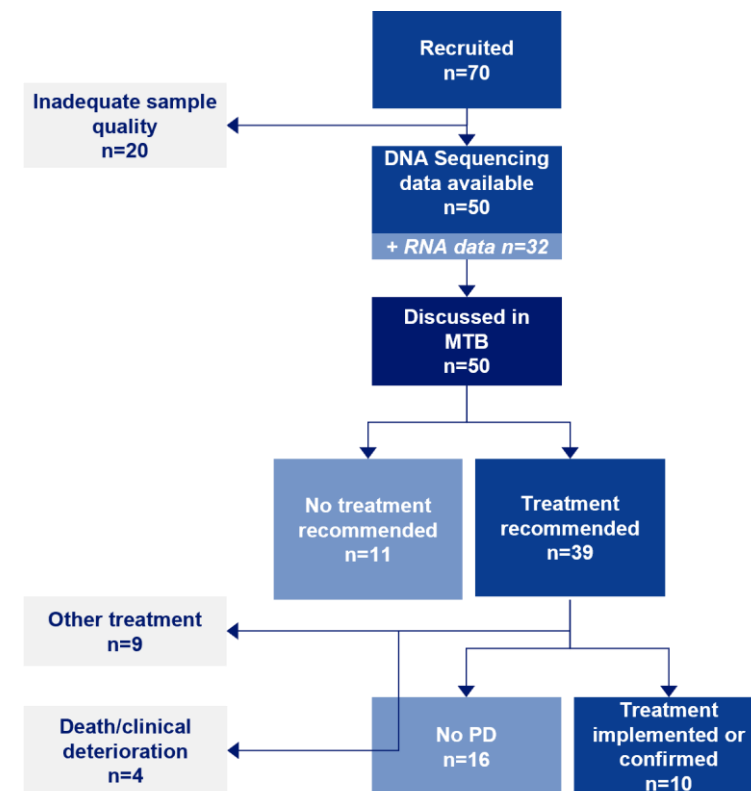 Recruited
n=70
Inadequate sample
quality
n=20
DNA Sequencing
data available
n=50
+ RNA data n=32
Discussed in
MTB
n=50
No treatment
recommended
n=11
Treatment
recommended
n=39
Other treatment
n=9
Death/clinical
deterioration
n=4
No PD
n=16
Treatment
implemented or
confirmed
n=10